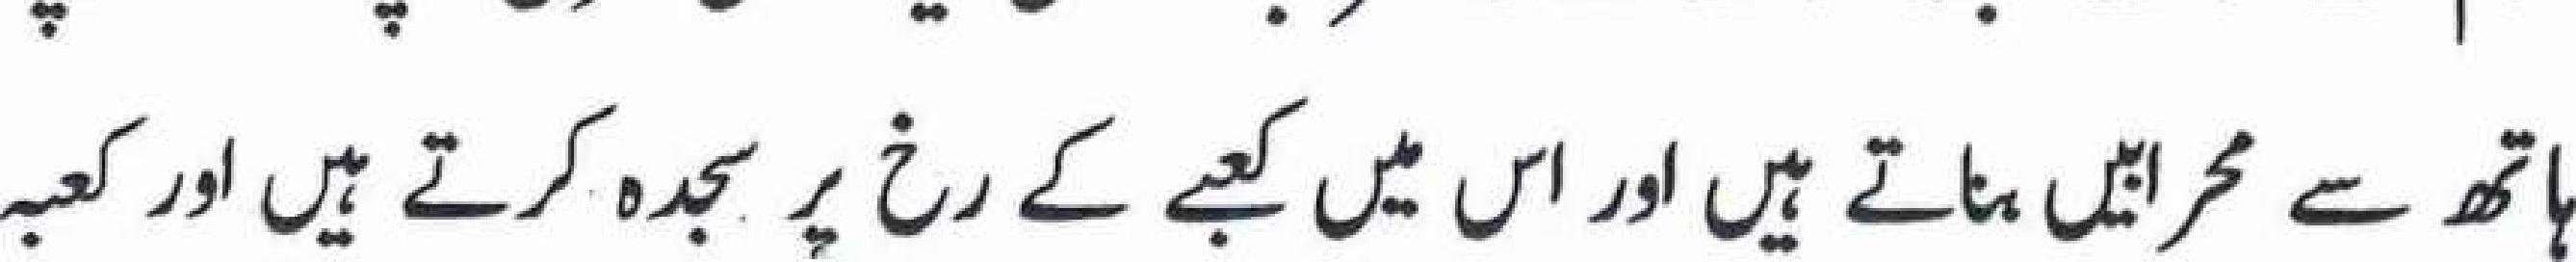 ہاتھ سے محرابیں بناتے ہیں اور اس میں کعبے کے رخ پر سجدہ کرتے ہیں اور کعبہ